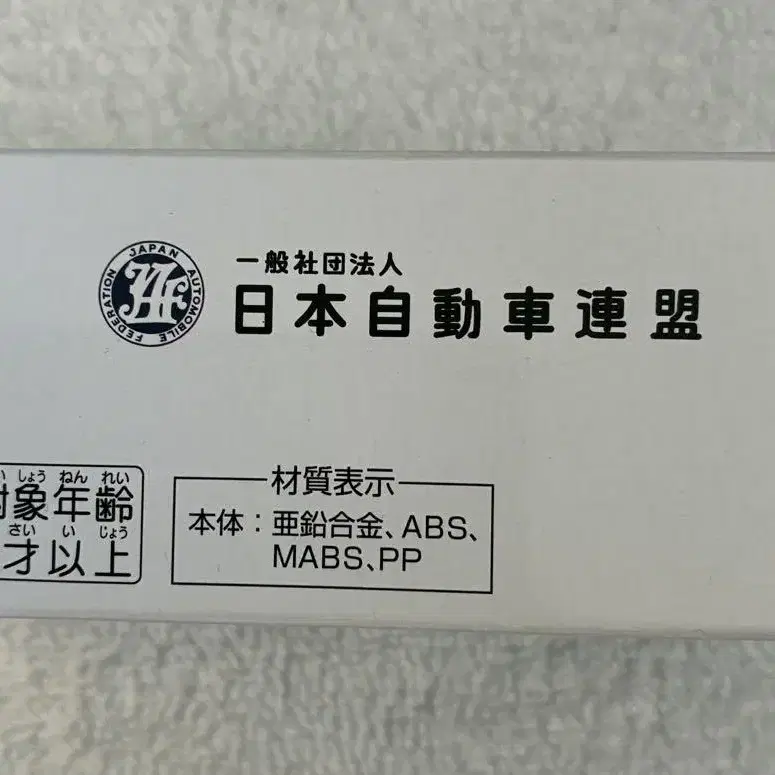 JAPAN AUTOMOBILE FEDERATION
JAF
一般社団法人
日本自動車連盟
しょう ねん れい
対象年齢
さい い じょう
才以上
材質表示
本体：亜鉛合金、ABS、
MABS、PP